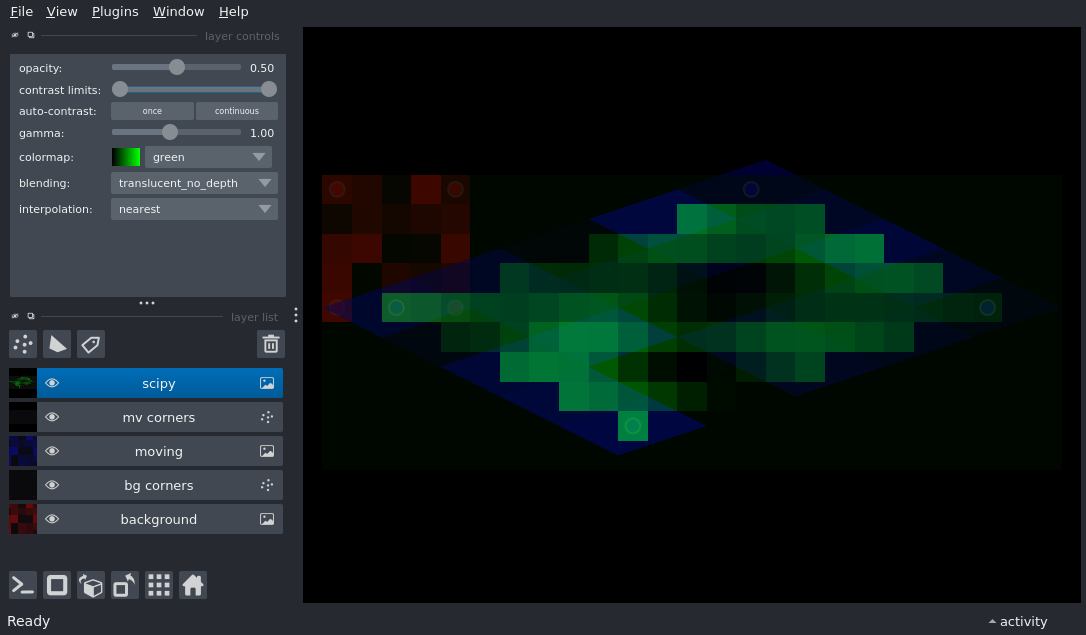 File View Plugins Window Help
layer controls
opacity: 0.50
contrast limits:
auto-contrast: once continuous
gamma: 1.00
colormap: green
blending: translucent_no_depth
interpolation: nearest
layer list
scipy
mv corners
moving
bg corners
background
Ready activity